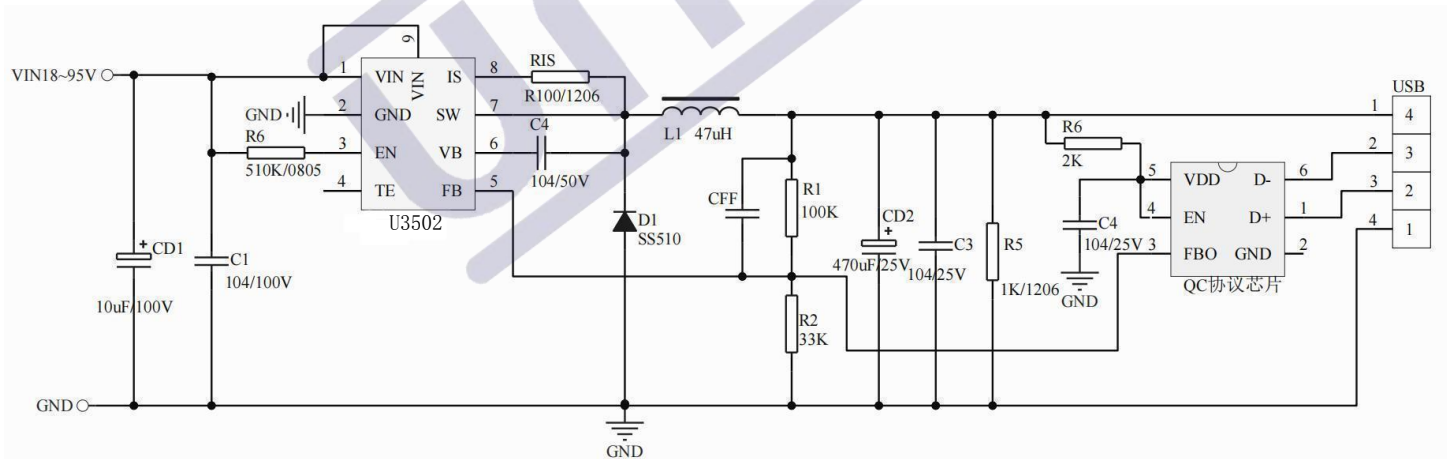 VIN18~95V
CD1
10uF/100V
C1
104/100V
GND
R6
510K/0805
GND
1 VIN
2 GND
3 EN
4 TE
9 VIN
IS 8
SW 7
VB 6
FB 5
U3502
RIS
R100/1206
C4
104/50V
D1
SS510
GND
L1 47uH
CFF
R1
100K
R2
33K
CD2
470uF/25V
C3
104/25V
R5
1K/1206
R6
2K
C4
104/25V
GND
5 VDD
4 EN
3 FBO
D- 6
D+ 1
GND 2
QC协议芯片
USB
1 4
2 3
3 2
4 1